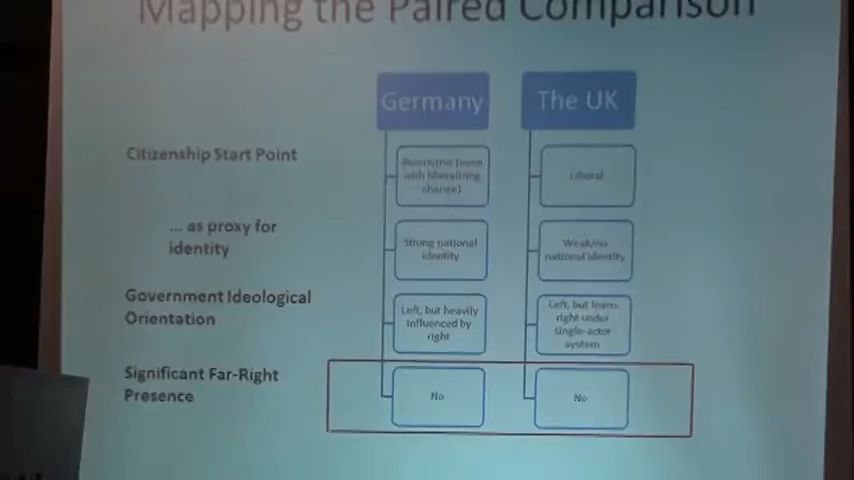 Mapping the Paired Comparison
Germany
The UK
Citizenship Start Point
Restrictive (even
with liberalizing
change)
Liberal
... as proxy for
identity
Strong national
identity
Weak/no
national identity
Government Ideological
Orientation
Left, but heavily
influenced by
right
Left, but leans
right under
single-actor
system
Significant Far-Right
Presence
No
No